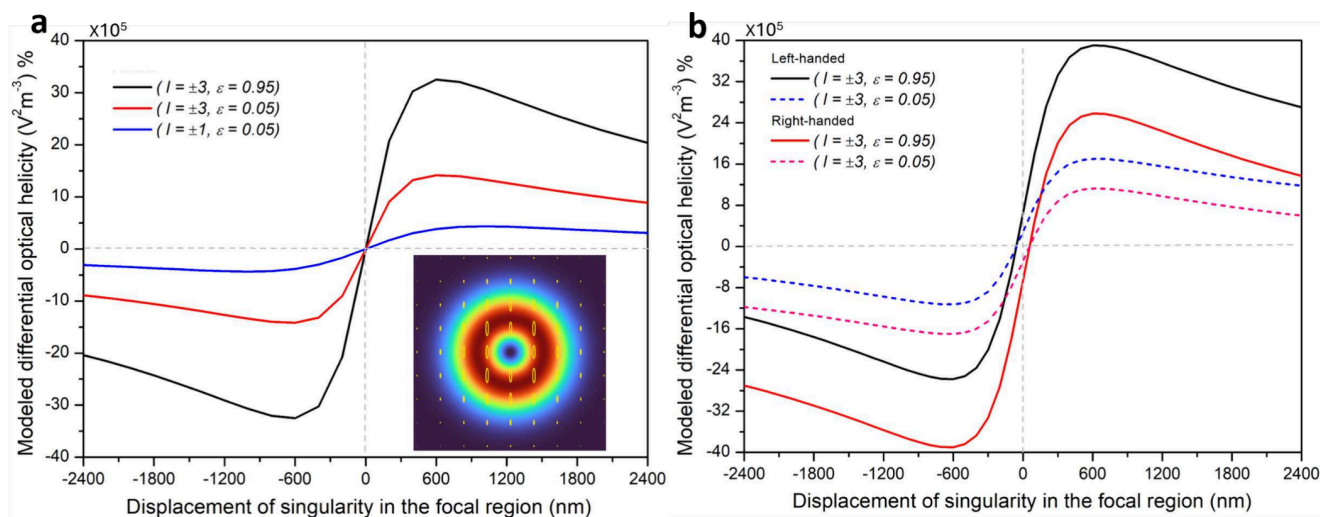 a
X10⁵
40
30
20
10
0
-10
-20
-30
-40
Modeled differential optical helicity (V²m⁻³) %
( l = ±3, ε = 0.95)
( l = ±3, ε = 0.05)
( l = ±1, ε = 0.05)
-2400 -1800 -1200 -600 0 600 1200 1800 2400
Displacement of singularity in the focal region (nm)
b
X10⁵
40
32
24
16
8
0
-8
-16
-24
-32
-40
Modeled differential optical helicity (V²m⁻³) %
Left-handed
( l = ±3, ε = 0.95)
( l = ±3, ε = 0.05)
Right-handed
( l = ±3, ε = 0.95)
( l = ±3, ε = 0.05)
-2400 -1800 -1200 -600 0 600 1200 1800 2400
Displacement of singularity in the focal region (nm)